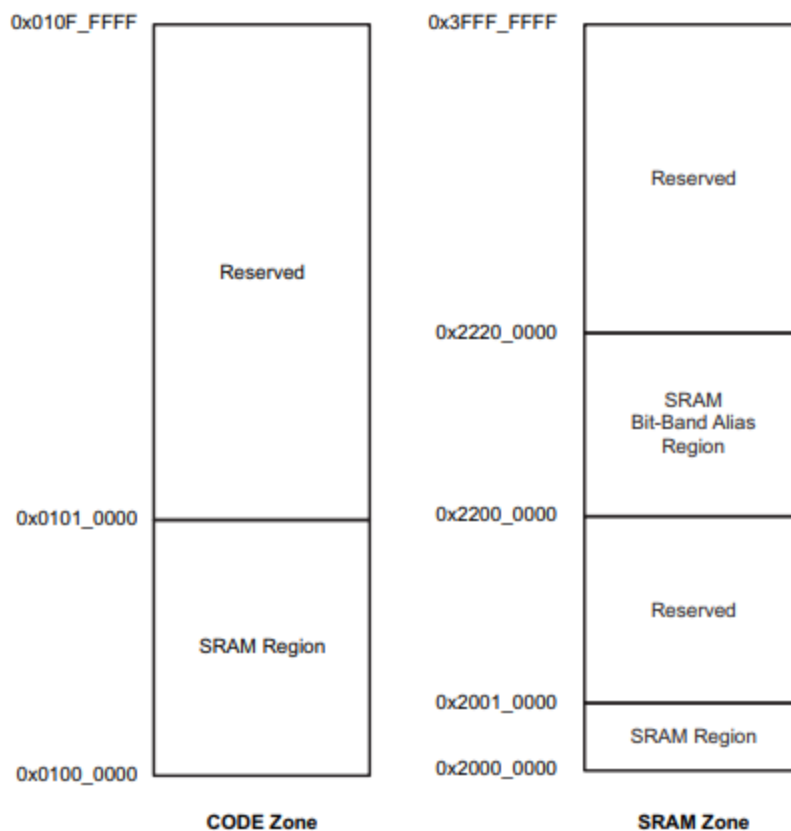 0x010F_FFFF
Reserved
0x0101_0000
SRAM Region
0x0100_0000
CODE Zone
0x3FFF_FFFF
Reserved
0x2220_0000
SRAM
Bit-Band Alias
Region
0x2200_0000
Reserved
0x2001_0000
SRAM Region
0x2000_0000
SRAM Zone